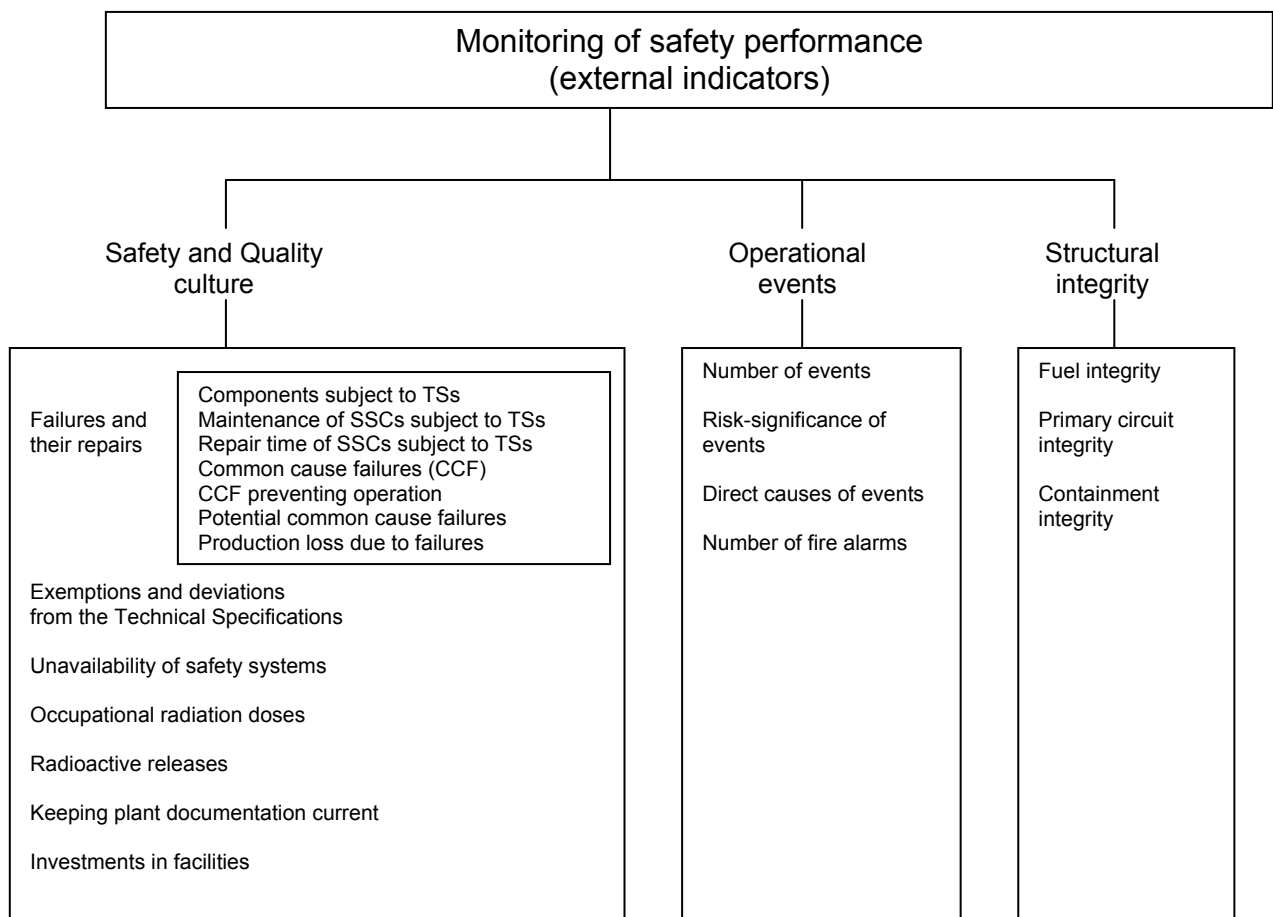 Monitoring of safety performance
(external indicators)
Safety and Quality
culture
Operational
events
Structural
integrity
Failures and
their repairs
Components subject to TSs
Maintenance of SSCs subject to TSs
Repair time of SSCs subject to TSs
Common cause failures (CCF)
CCF preventing operation
Potential common cause failures
Production loss due to failures
Exemptions and deviations
from the Technical Specifications
Unavailability of safety systems
Occupational radiation doses
Radioactive releases
Keeping plant documentation current
Investments in facilities
Number of events
Risk-significance of
events
Direct causes of events
Number of fire alarms
Fuel integrity
Primary circuit
integrity
Containment
integrity